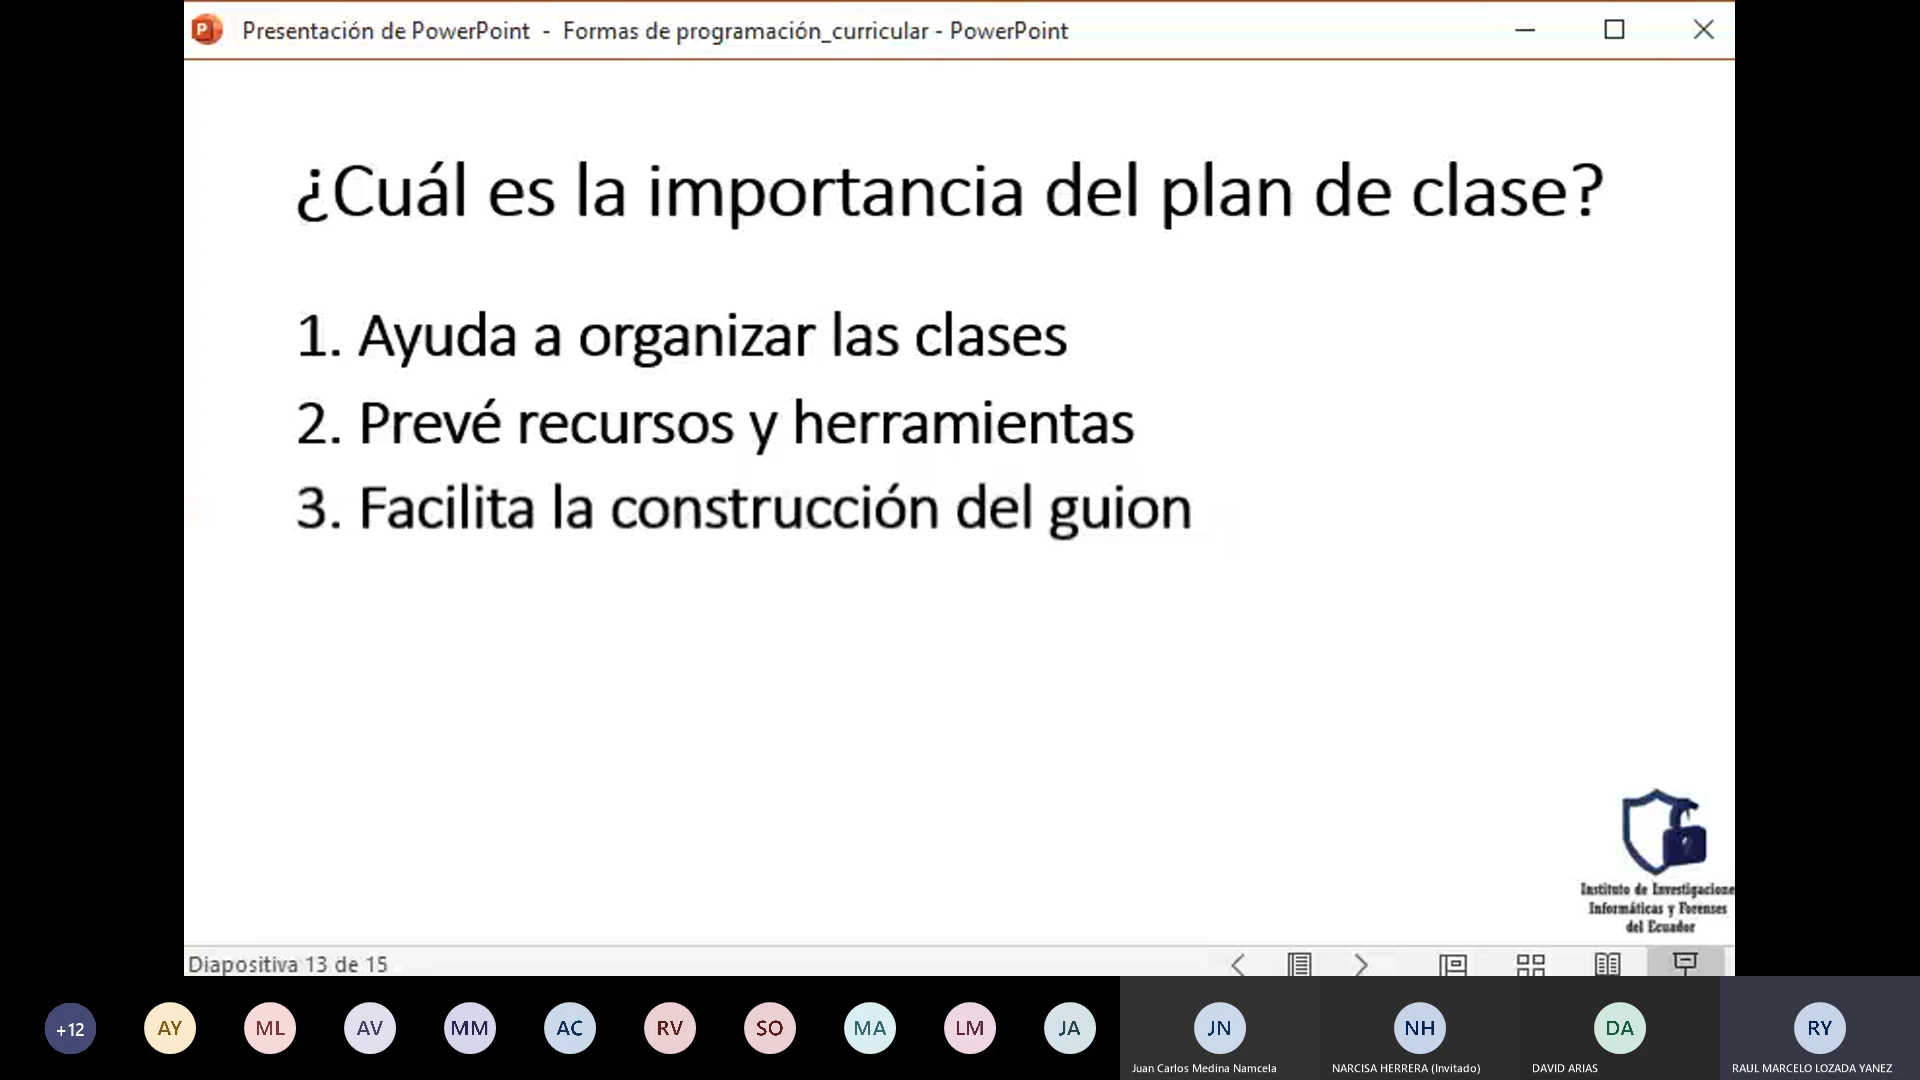 Presentación de PowerPoint - Formas de programación_curricular - PowerPoint
¿Cuál es la importancia del plan de clase?
1. Ayuda a organizar las clases
2. Prevé recursos y herramientas
3. Facilita la construcción del guion
Instituto de Investigacione
Informáticas y Forenses
del Ecuador
Diapositiva 13 de 15
+12 AY ML AV MM AC RV SO MA LM JA JN NH DA RY
Juan Carlos Medina Namcela NARCISA HERRERA (Invitado) DAVID ARIAS RAUL MARCELO LOZADA YANEZ